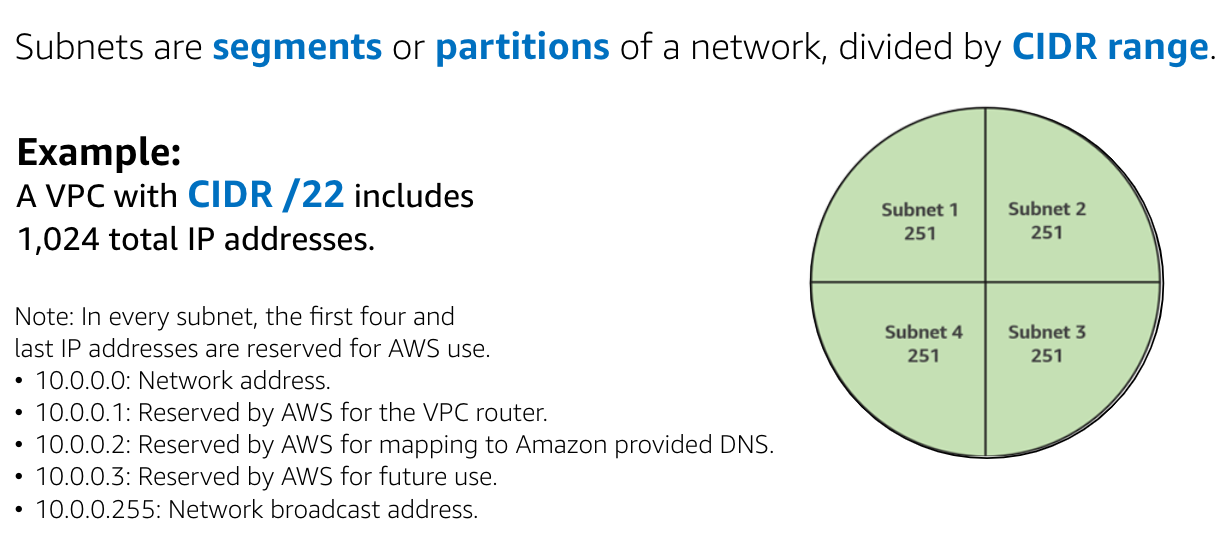 Subnets are segments or partitions of a network, divided by CIDR range.
Example:
A VPC with CIDR /22 includes
1,024 total IP addresses.
Note: In every subnet, the first four and
last IP addresses are reserved for AWS use.
• 10.0.0.0: Network address.
• 10.0.0.1: Reserved by AWS for the VPC router.
• 10.0.0.2: Reserved by AWS for mapping to Amazon provided DNS.
• 10.0.0.3: Reserved by AWS for future use.
• 10.0.0.255: Network broadcast address.
Subnet 1
251
Subnet 2
251
Subnet 4
251
Subnet 3
251